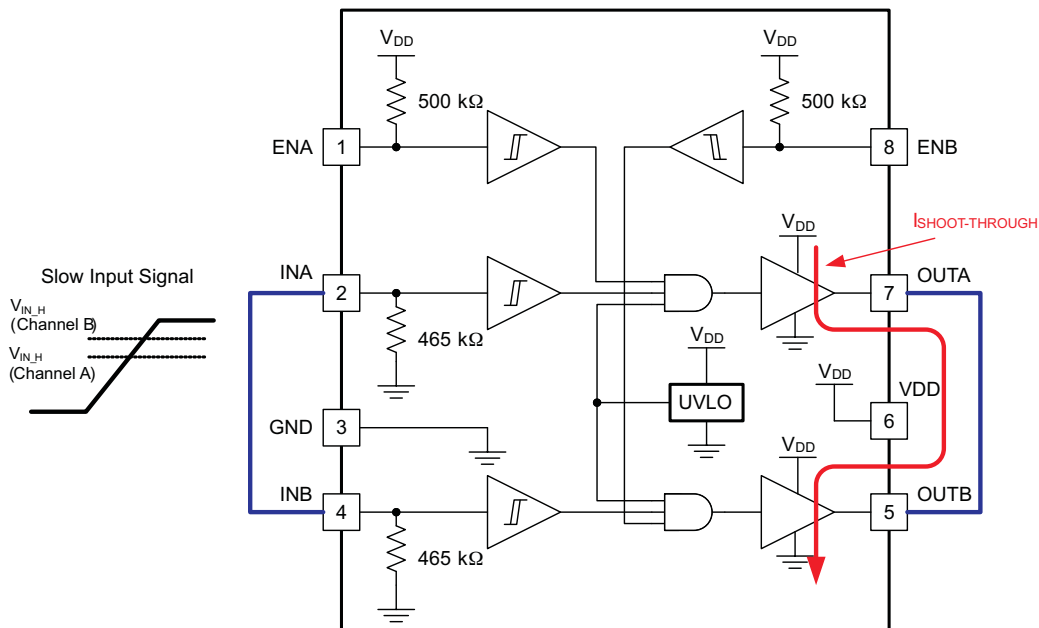 VDD
VDD
500 kΩ
500 kΩ
ENA
1
8
ENB
VDD
ISHOOT-THROUGH
Slow Input Signal
INA
2
7
OUTA
VIN_H
(Channel B)
VIN_H
(Channel A)
465 kΩ
VDD
VDD
VDD
UVLO
6
GND
3
VDD
INB
4
5
OUTB
465 kΩ